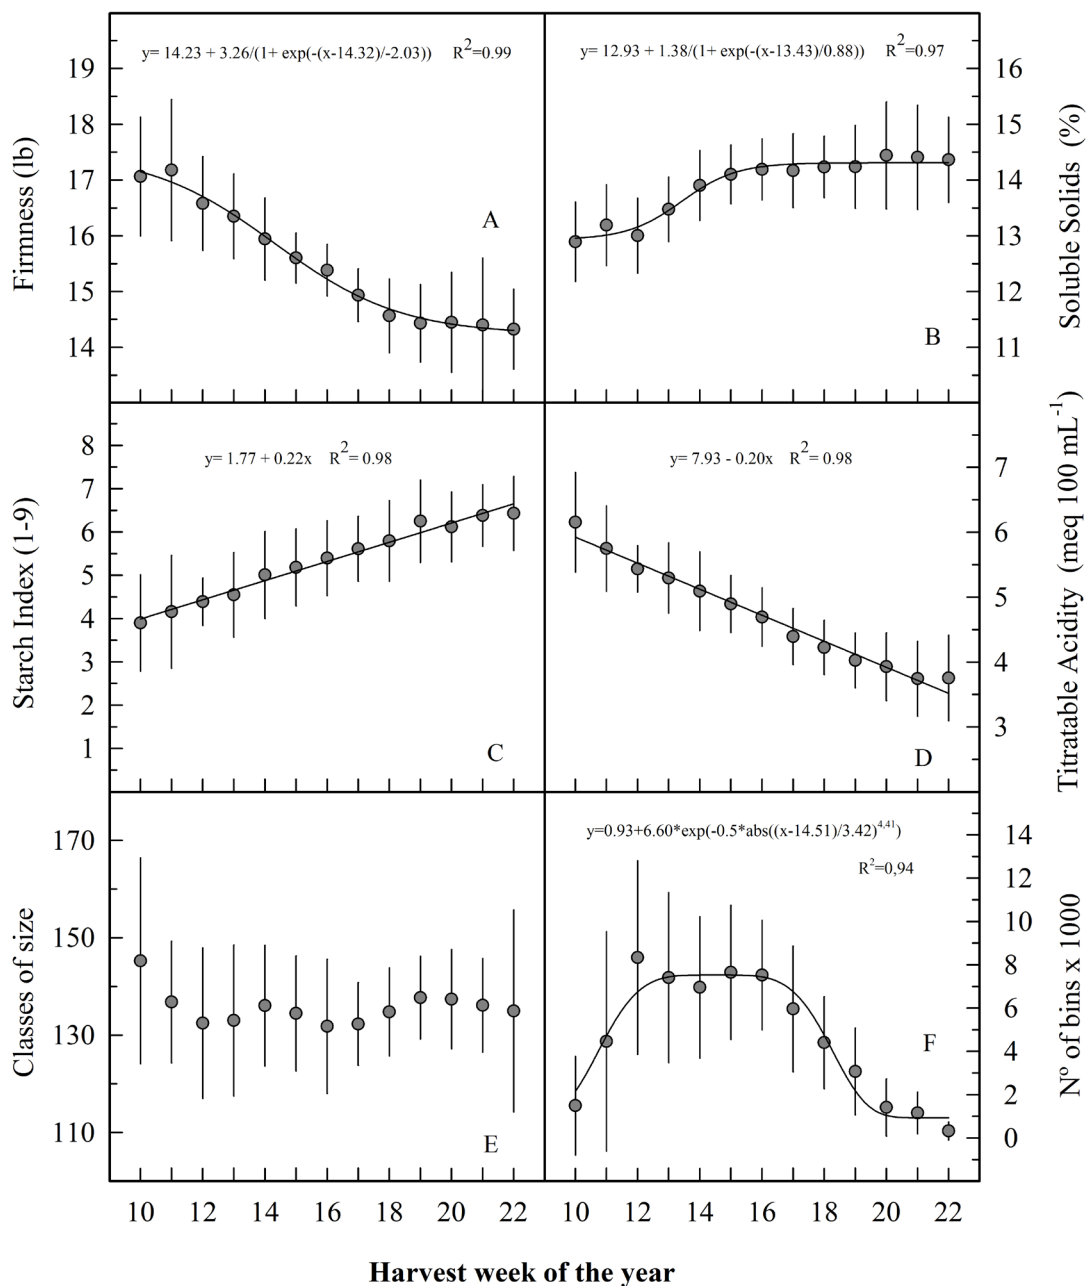 y= 14.23 + 3.26/(1+ exp(-(x-14.32)/-2.03)) R²=0.99
19
18
17
16
15
14
Firmness (lb)
A
y= 12.93 + 1.38/(1+ exp(-(x-13.43)/0.88)) R²=0.97
16
15
14
13
12
11
Soluble Solids (%)
B
y= 1.77 + 0.22x R²= 0.98
8
7
6
5
4
3
2
1
Starch Index (1-9)
C
y= 7.93 - 0.20x R²= 0.98
7
6
5
4
3
Titratable Acidity (meq 100 mL⁻¹)
D
170
150
130
110
Classes of size
E
y=0.93+6.60*exp(-0.5*abs((x-14.51)/3.42)⁴·⁴¹)
R²=0,94
14
12
10
8
6
4
2
0
Nº of bins x 1000
F
10 12 14 16 18 20 22 10 12 14 16 18 20 22
Harvest week of the year